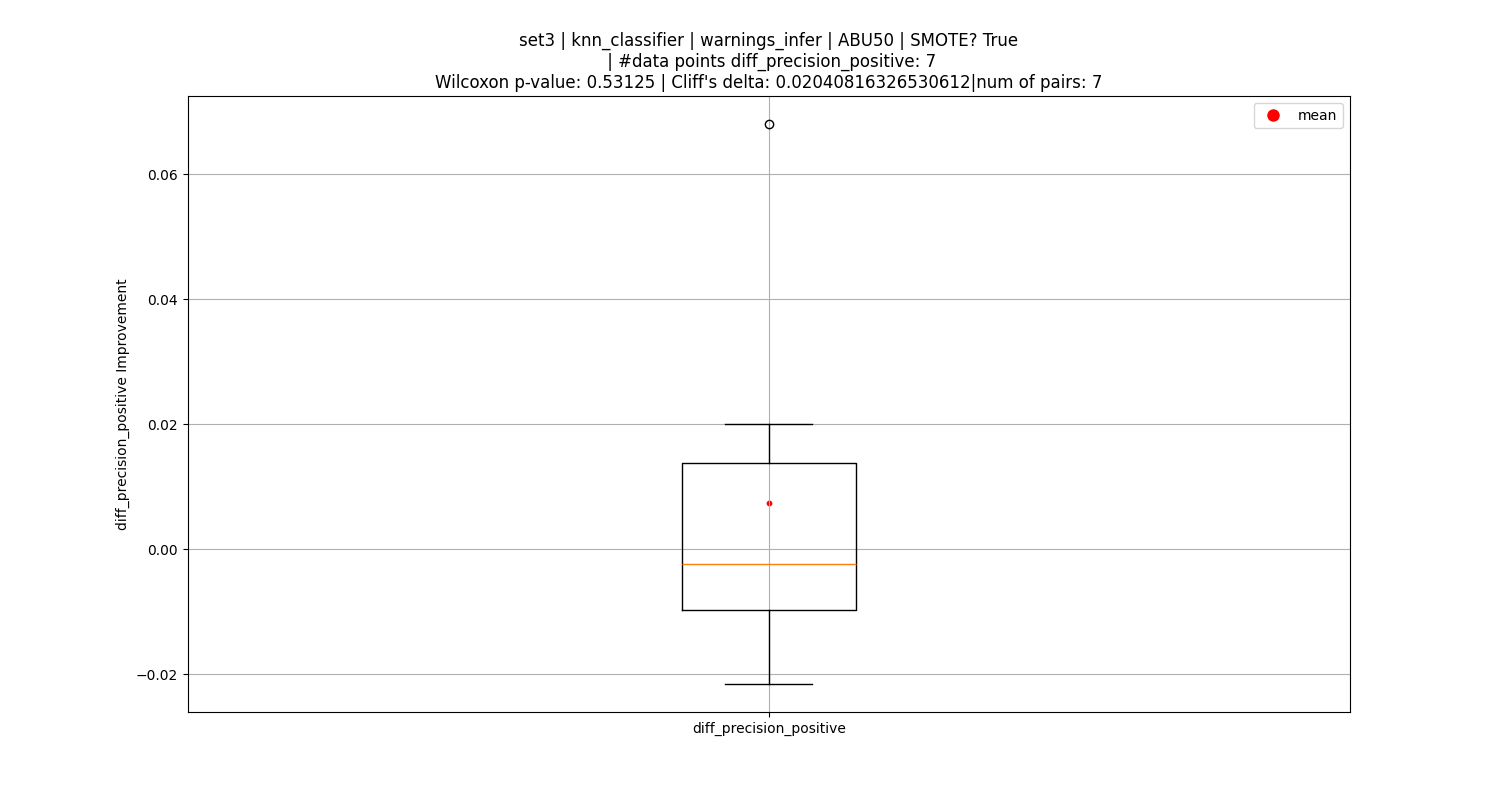 set3 | knn_classifier | warnings_infer | ABU50 | SMOTE? True
| #data points diff_precision_positive: 7
Wilcoxon p-value: 0.53125 | Cliff's delta: 0.02040816326530612|num of pairs: 7
mean
0.06
0.04
0.02
0.00
−0.02
diff_precision_positive Improvement
diff_precision_positive